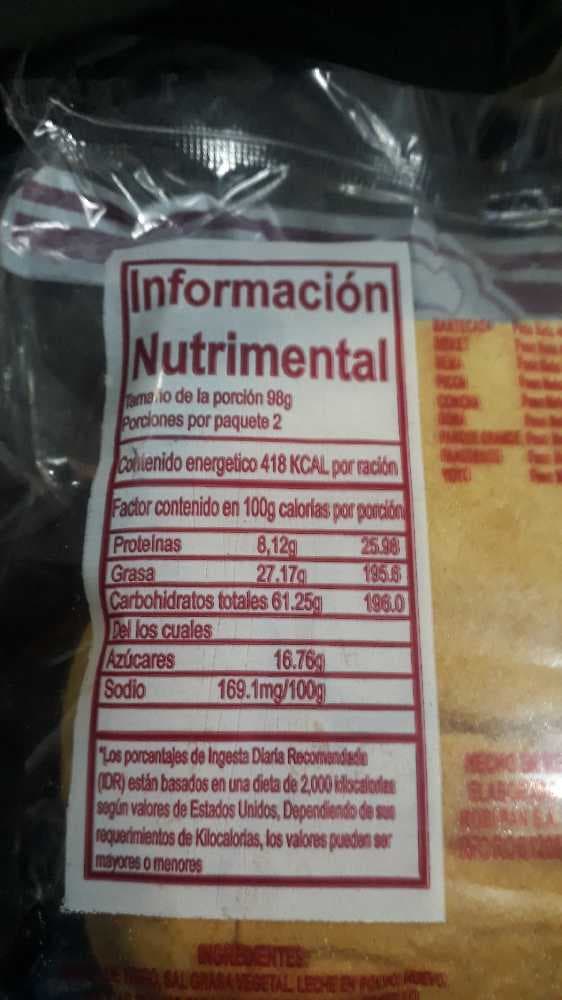 Información
Nutrimental
Tamaño de la porción 98g
Porciones por paquete 2
Contenido energetico 418 KCAL por ración
Factor contenido en 100g calorías por porción
Proteínas 8,12g 25.98
Grasa 27.17g 195.6
Carbohidratos totales 61.25g 196.0
Del los cuales
Azúcares 16.76g
Sodio 169.1mg/100g
*Los porcentajes de Ingesta Diaria Recomendada
(IDR) están basados en una dieta de 2,000 kilocalorías
según valores de Estados Unidos, Dependiendo de sus
requerimientos de Kilocalorías, los valores pueden ser
mayores o menores
CONCHA
INGREDIENTES
SAL GRASA VEGETAL, LECHE EN POLVO, HUEVO,